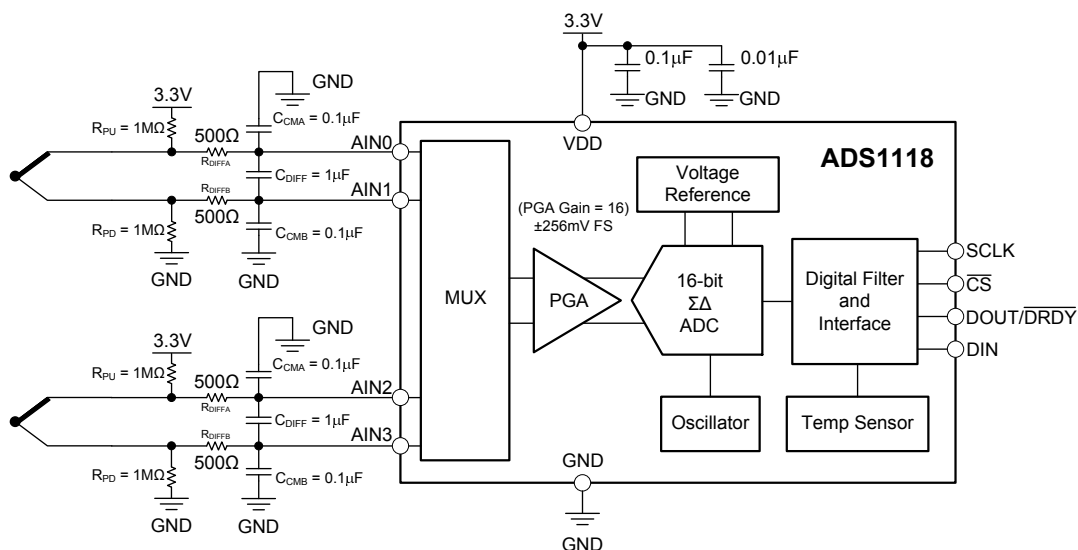 3.3V
0.1μF
0.01μF
GND
GND
GND
3.3V
C_CMA = 0.1μF
R_PU = 1MΩ
500Ω
R_DIFFA
AIN0
C_DIFF = 1μF
AIN1
R_DIFFB
500Ω
R_PD = 1MΩ
C_CMB = 0.1μF
GND
GND
VDD
ADS1118
Voltage
Reference
(PGA Gain = 16)
±256mV FS
MUX
PGA
16-bit
ΣΔ
ADC
Digital Filter
and
Interface
SCLK
C̅S̅
DOUT/D̅R̅D̅Y̅
DIN
Oscillator
Temp Sensor
GND
3.3V
C_CMA = 0.1μF
R_PU = 1MΩ
500Ω
R_DIFFA
AIN2
C_DIFF = 1μF
AIN3
R_DIFFB
500Ω
R_PD = 1MΩ
C_CMB = 0.1μF
GND
GND
GND
GND